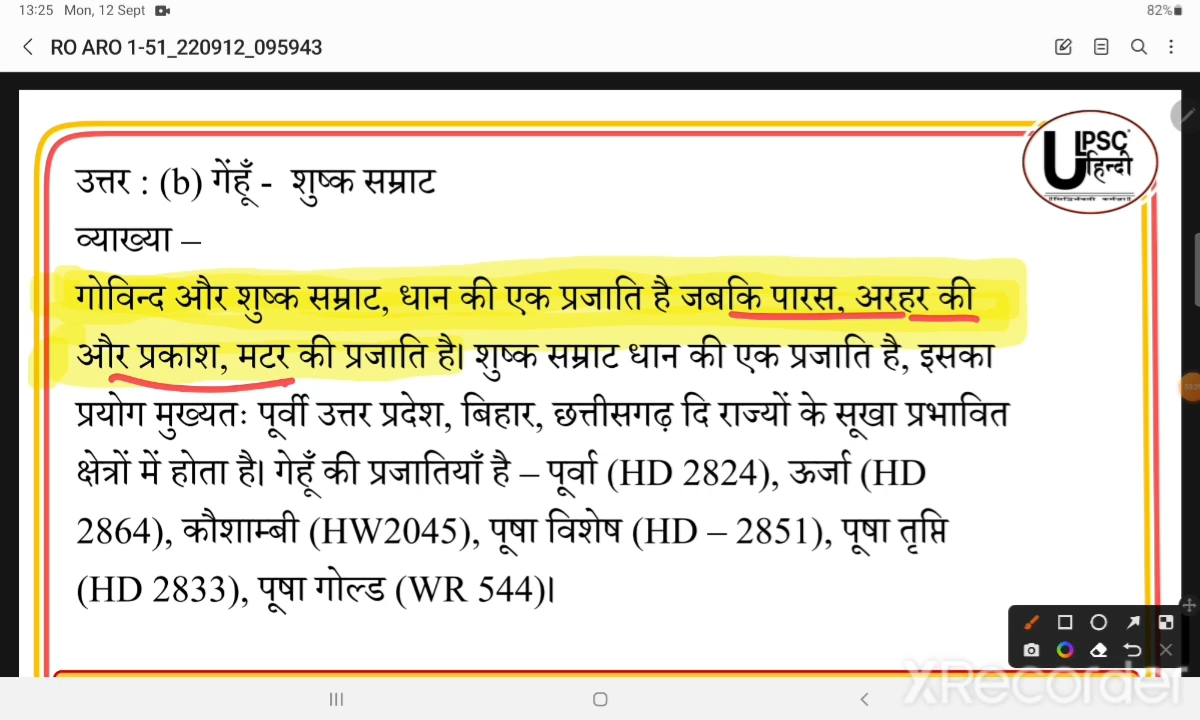 13:25 Mon, 12 Sept 82%
RO ARO 1-51_220912_095943
UPSC
हिन्दी
उत्तर : (b) गेंहूँ - शुष्क सम्राट
व्याख्या –
गोविन्द और शुष्क सम्राट, धान की एक प्रजाति है जबकि पारस, अरहर की
और प्रकाश, मटर की प्रजाति है। शुष्क सम्राट धान की एक प्रजाति है, इसका
प्रयोग मुख्यतः पूर्वी उत्तर प्रदेश, बिहार, छत्तीसगढ़ दि राज्यों के सूखा प्रभावित
क्षेत्रों में होता है। गेहूँ की प्रजातियाँ है – पूर्वा (HD 2824), ऊर्जा (HD
2864), कौशाम्बी (HW2045), पूषा विशेष (HD – 2851), पूषा तृप्ति
(HD 2833), पूषा गोल्ड (WR 544)।
XRecorder